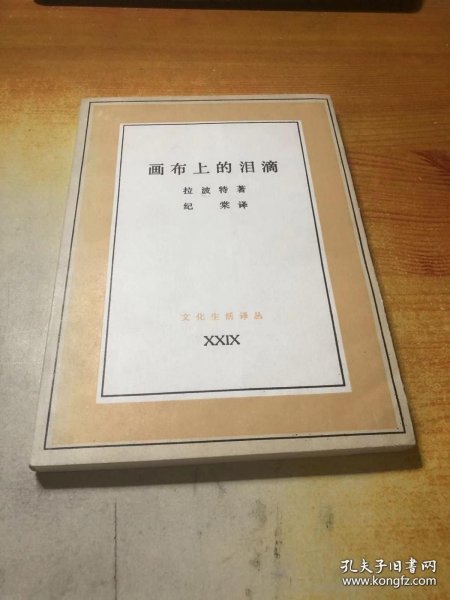 画布上的泪滴
拉波特著
纪棠译
文化生活译丛
XXIX
孔夫子旧书网
www.kongfz.com